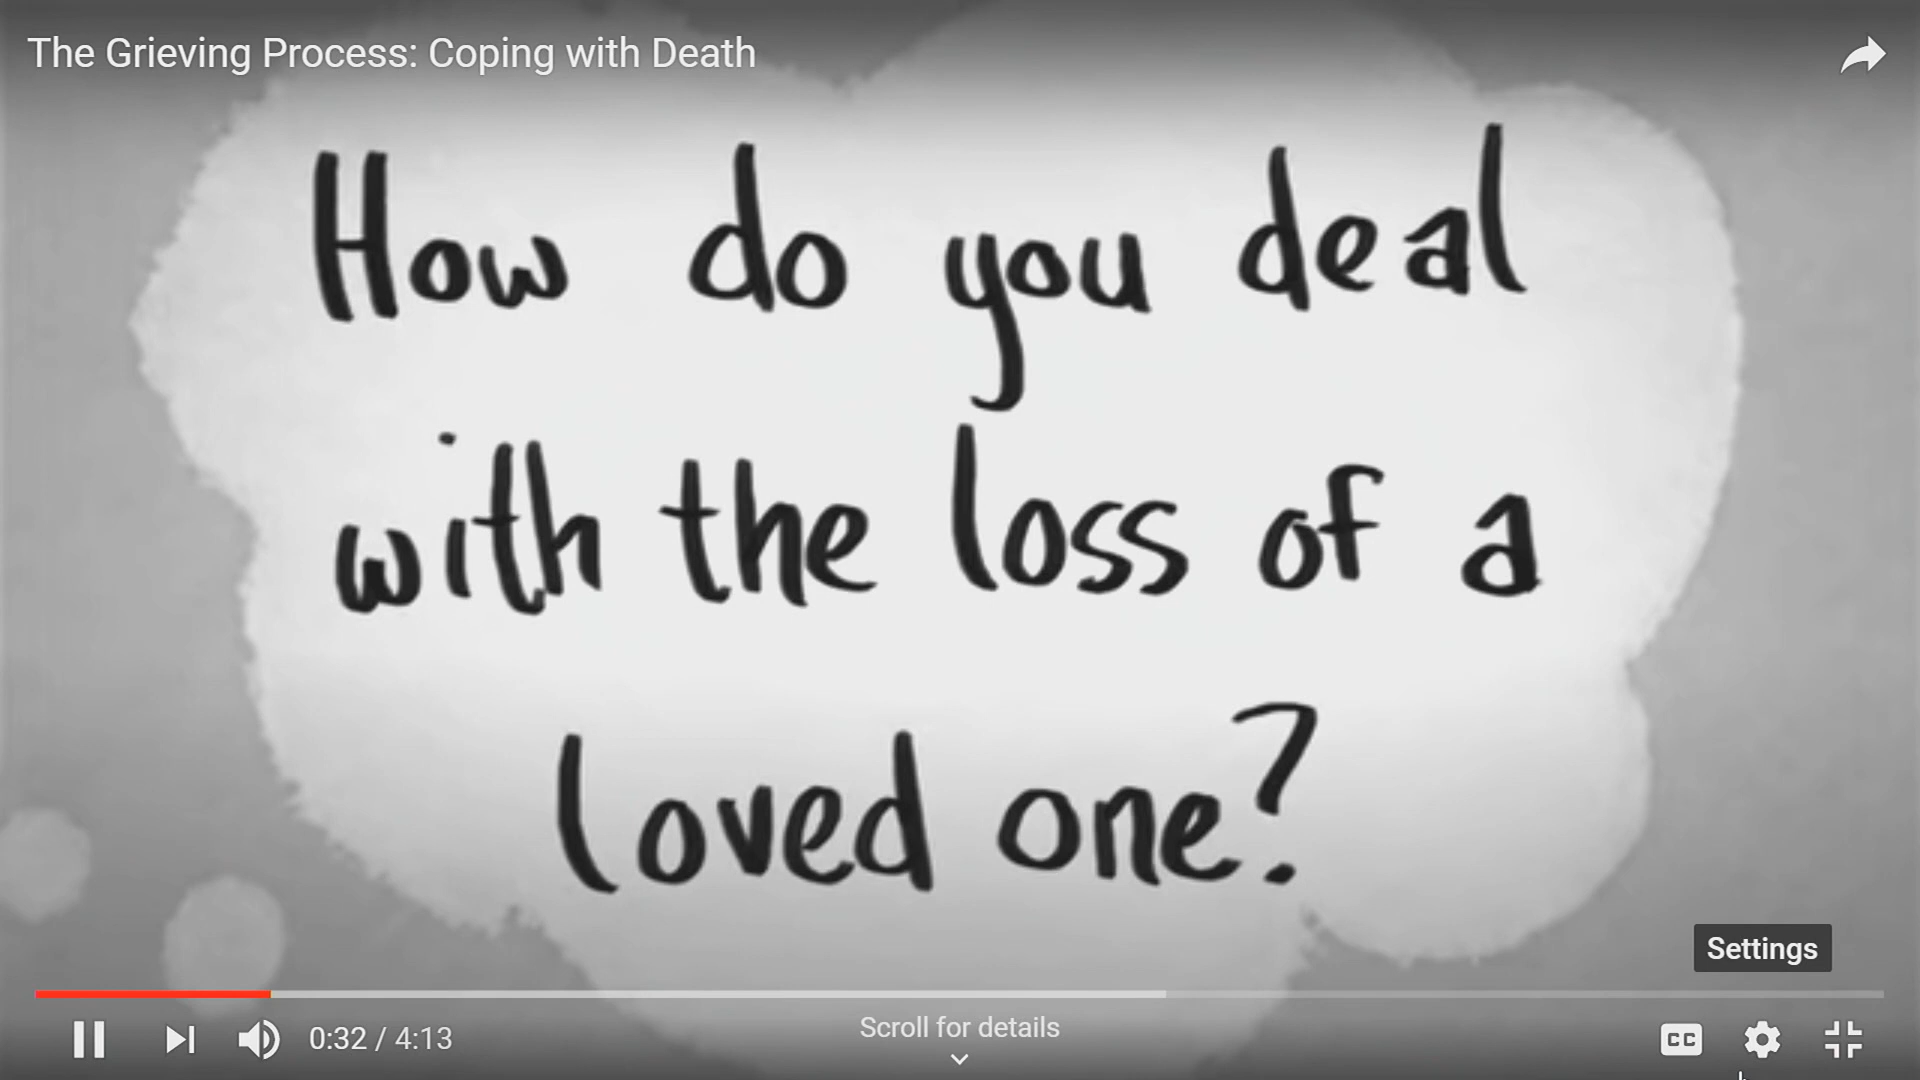 The Grieving Process: Coping with Death
How do you deal
with the loss of a
loved one?
Settings
0:32 / 4:13
Scroll for details
CC